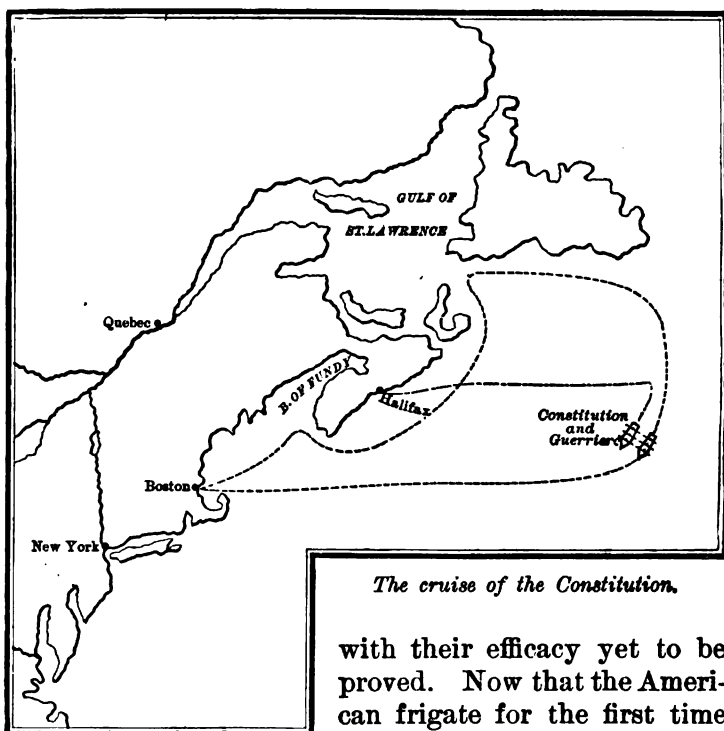 GULF OF
ST. LAWRENCE
Quebec
B. OF FUNDY
Halifax
Constitution
and
Guerriere
Boston
New York
The cruise of the Constitution.
with their efficacy yet to be
proved. Now that the Ameri-
can frigate for the first time